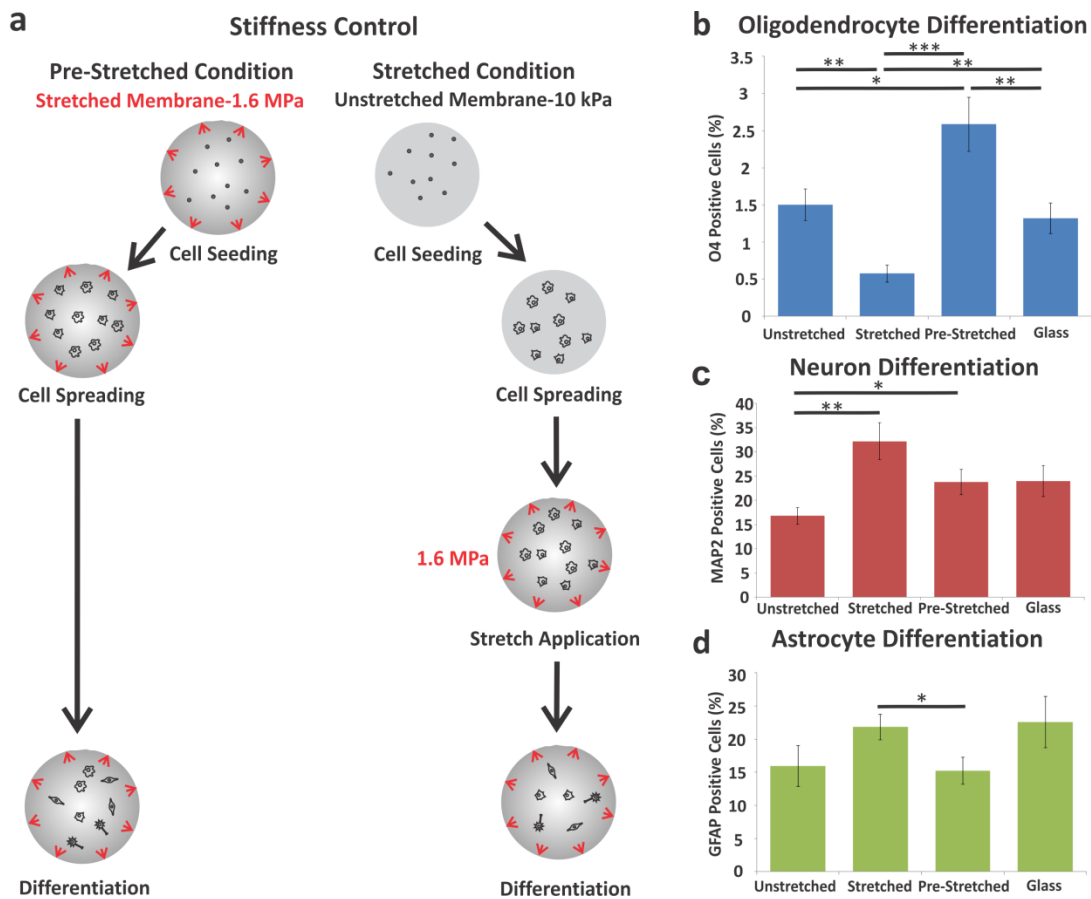 a
Stiffness Control
Pre-Stretched Condition
Stretched Membrane-1.6 MPa
Stretched Condition
Unstretched Membrane-10 kPa
Cell Seeding
Cell Seeding
Cell Spreading
Cell Spreading
1.6 MPa
Stretch Application
Differentiation
Differentiation
b
Oligodendrocyte Differentiation
O4 Positive Cells (%)
3.5
3
2.5
2
1.5
1
0.5
0
***
**
**
*
**
Unstretched
Stretched
Pre-Stretched
Glass
c
Neuron Differentiation
MAP2 Positive Cells (%)
40
35
30
25
20
15
10
5
0
*
**
Unstretched
Stretched
Pre-Stretched
Glass
d
Astrocyte Differentiation
GFAP Positive Cells (%)
30
25
20
15
10
5
0
*
Unstretched
Stretched
Pre-Stretched
Glass